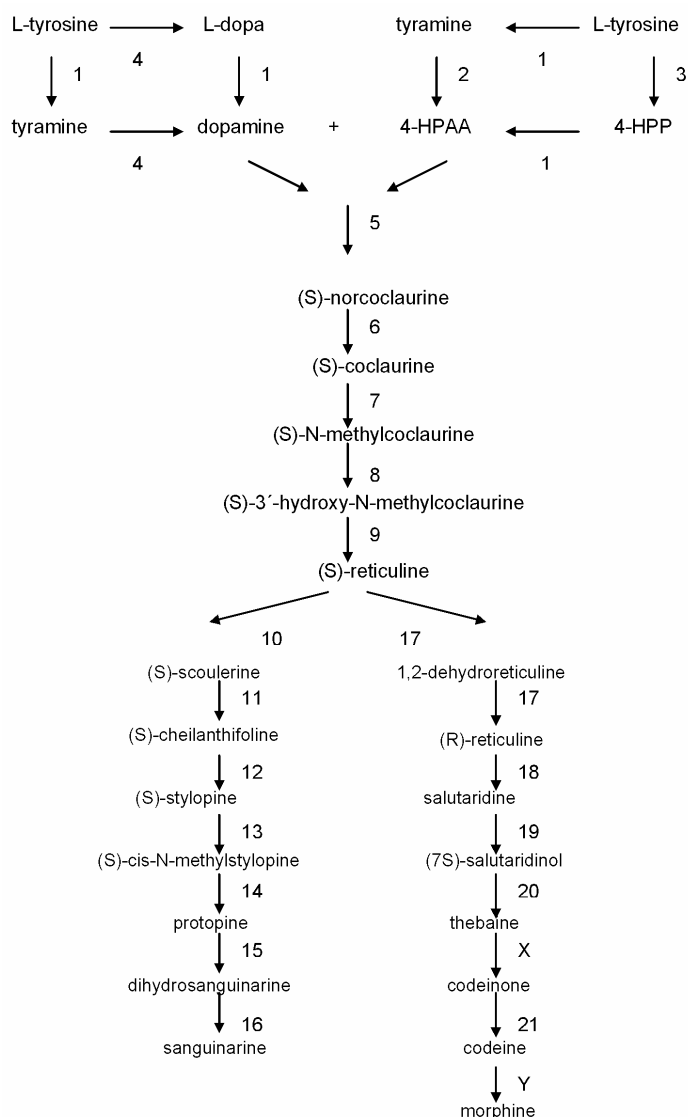 L-tyrosine L-dopa tyramine L-tyrosine
4 1
1 1 2 3
tyramine dopamine + 4-HPAA 4-HPP
4 1
5
(S)-norcoclaurine
6
(S)-coclaurine
7
(S)-N-methylcoclaurine
8
(S)-3´-hydroxy-N-methylcoclaurine
9
(S)-reticuline
10 17
(S)-scoulerine 1,2-dehydroreticuline
11 17
(S)-cheilanthifoline (R)-reticuline
12 18
(S)-stylopine salutaridine
13 19
(S)-cis-N-methylstylopine (7S)-salutaridinol
14 20
protopine thebaine
15 X
dihydrosanguinarine codeinone
16 21
sanguinarine codeine
Y
morphine